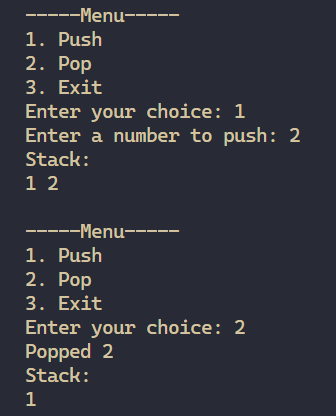 -----Menu-----
1. Push
2. Pop
3. Exit
Enter your choice: 1
Enter a number to push: 2
Stack:
1 2
-----Menu-----
1. Push
2. Pop
3. Exit
Enter your choice: 2
Popped 2
Stack:
1